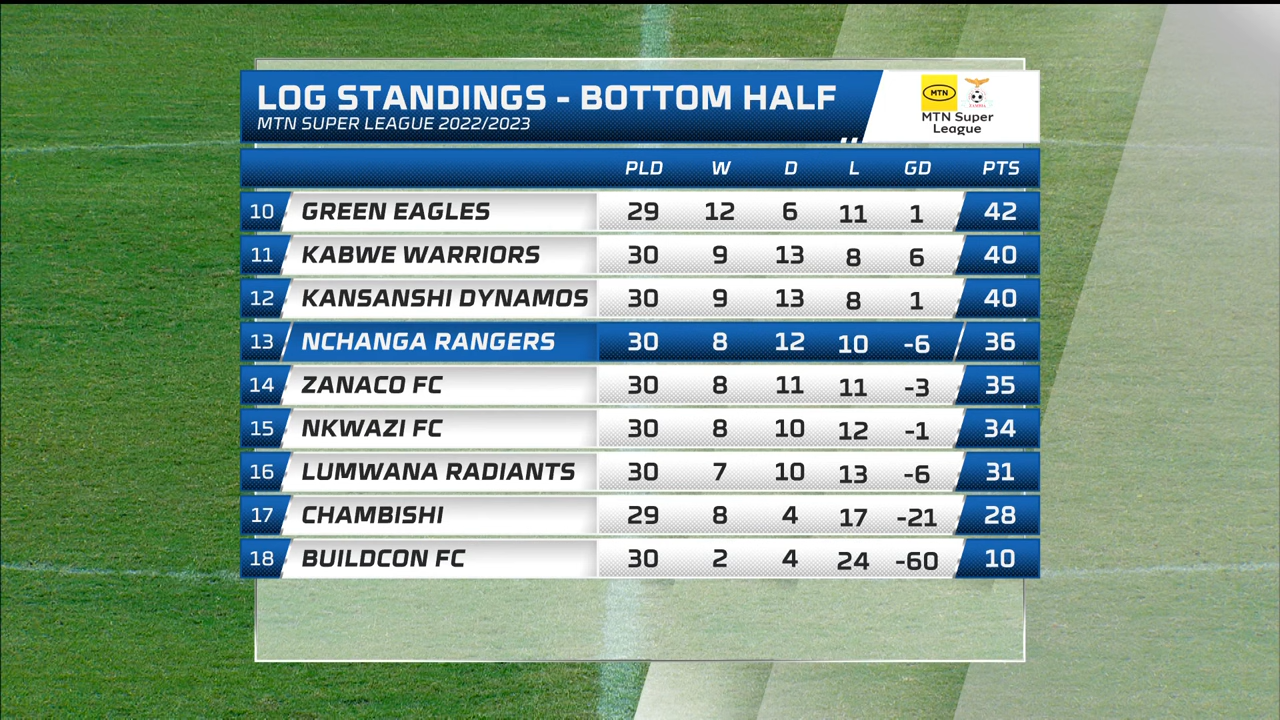 LOG STANDINGS - BOTTOM HALF
MTN SUPER LEAGUE 2022/2023
MTN
ZAMBIA
MTN Super
League
PLD W D L GD PTS
10 GREEN EAGLES 29 12 6 11 1 42
11 KABWE WARRIORS 30 9 13 8 6 40
12 KANSANSHI DYNAMOS 30 9 13 8 1 40
13 NCHANGA RANGERS 30 8 12 10 -6 36
14 ZANACO FC 30 8 11 11 -3 35
15 NKWAZI FC 30 8 10 12 -1 34
16 LUMWANA RADIANTS 30 7 10 13 -6 31
17 CHAMBISHI 29 8 4 17 -21 28
18 BUILDCON FC 30 2 4 24 -60 10